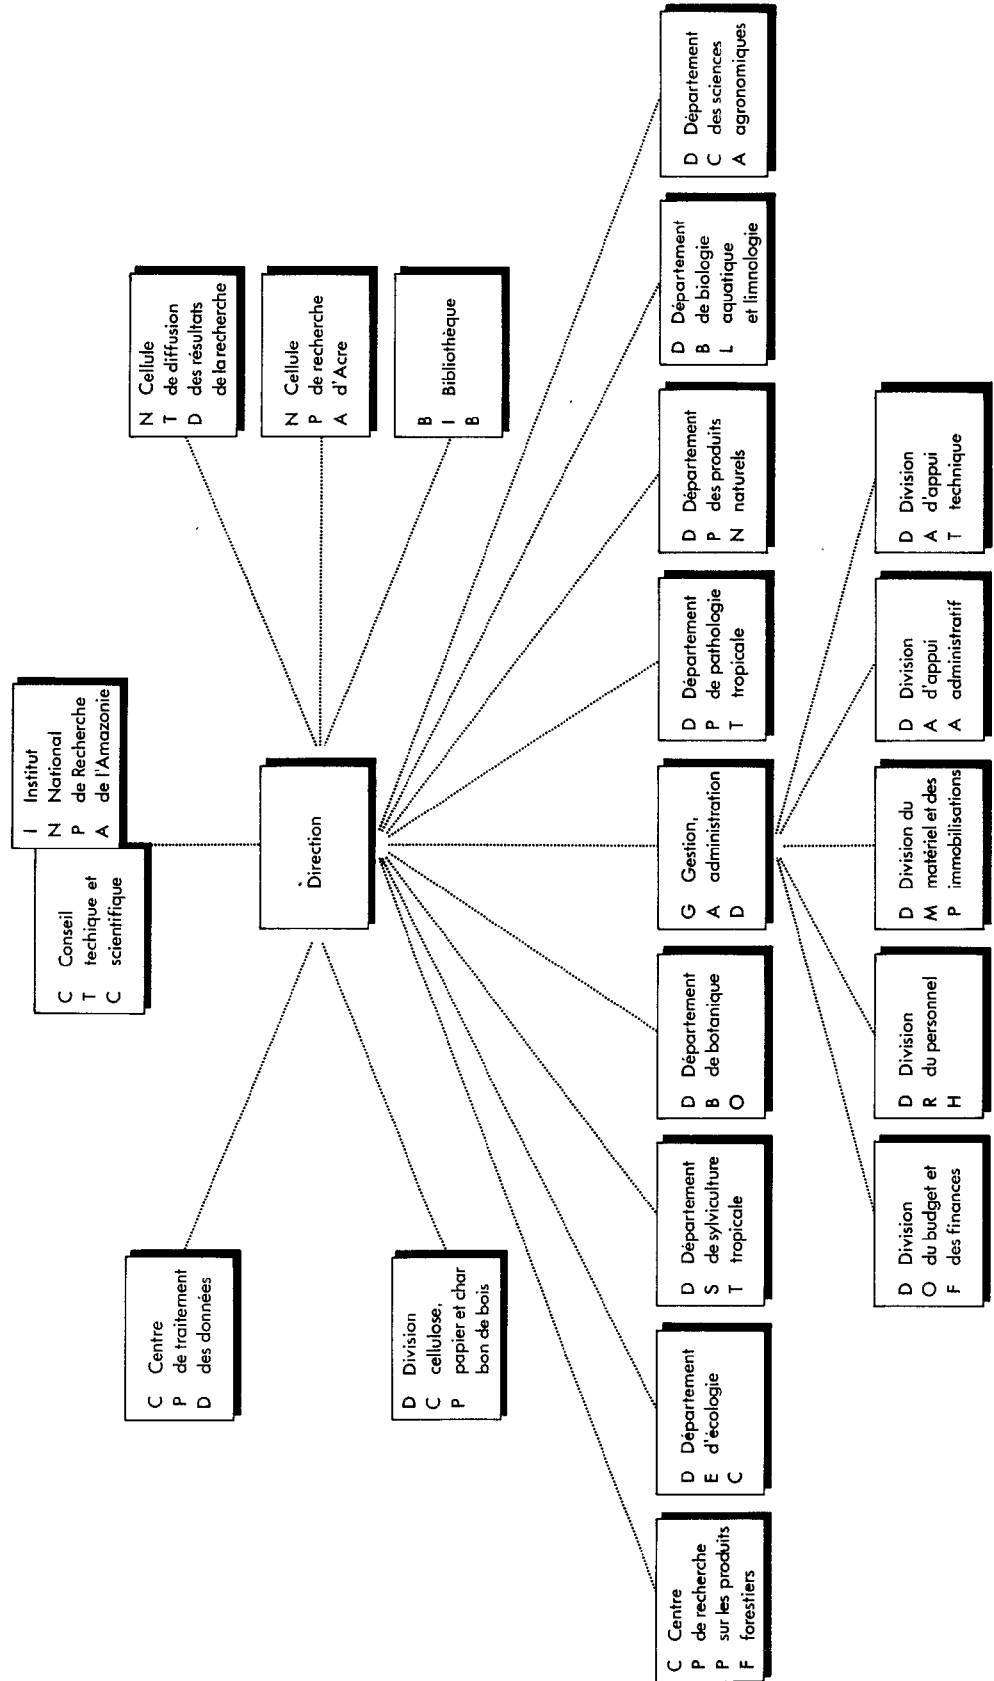 I Institut
N National
P de Recherche
A de l'Amazonie
C Conseil
T techique et
C scientifique
Direction
C Centre
P de traitement
D des données
D Division
C cellulose,
P papier et char
bon de bois
N Cellule
T de diffusion
D des résultats
de la recherche
N Cellule
P de recherche
A d'Acre
B
I Bibliothèque
B
C Centre
P de recherche
P sur les produits
F forestiers
D Département
E d'écologie
C
D Département
S de sylviculture
T tropicale
D Département
B de botanique
O
G Gestion,
A administration
D
D Département
P de pathologie
T tropicale
D Département
P des produits
N naturels
D Département
B de biologie
L aquatique
et limnologie
D Département
C des sciences
A agronomiques
D Division
O du budget et
F des finances
D Division
R du personnel
H
D Division du
M matériel et des
P immobilisations
D Division
A d'appui
A administratif
D Division
A d'appui
T technique